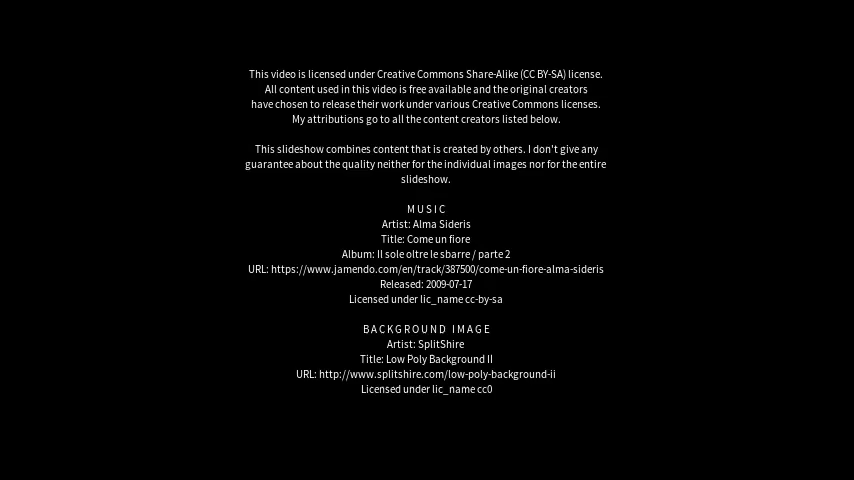 This video is licensed under Creative Commons Share-Alike (CC BY-SA) license.
All content used in this video is free available and the original creators
have chosen to release their work under various Creative Commons licenses.
My attributions go to all the content creators listed below.
This slideshow combines content that is created by others. I don't give any
guarantee about the quality neither for the individual images nor for the entire
slideshow.
MUSIC
Artist: Alma Sideris
Title: Come un fiore
Album: Il sole oltre le sbarre / parte 2
URL: https://www.jamendo.com/en/track/387500/come-un-fiore-alma-sideris
Released: 2009-07-17
Licensed under lic_name cc-by-sa
BACKGROUND IMAGE
Artist: SplitShire
Title: Low Poly Background II
URL: http://www.splitshire.com/low-poly-background-ii
Licensed under lic_name cc0